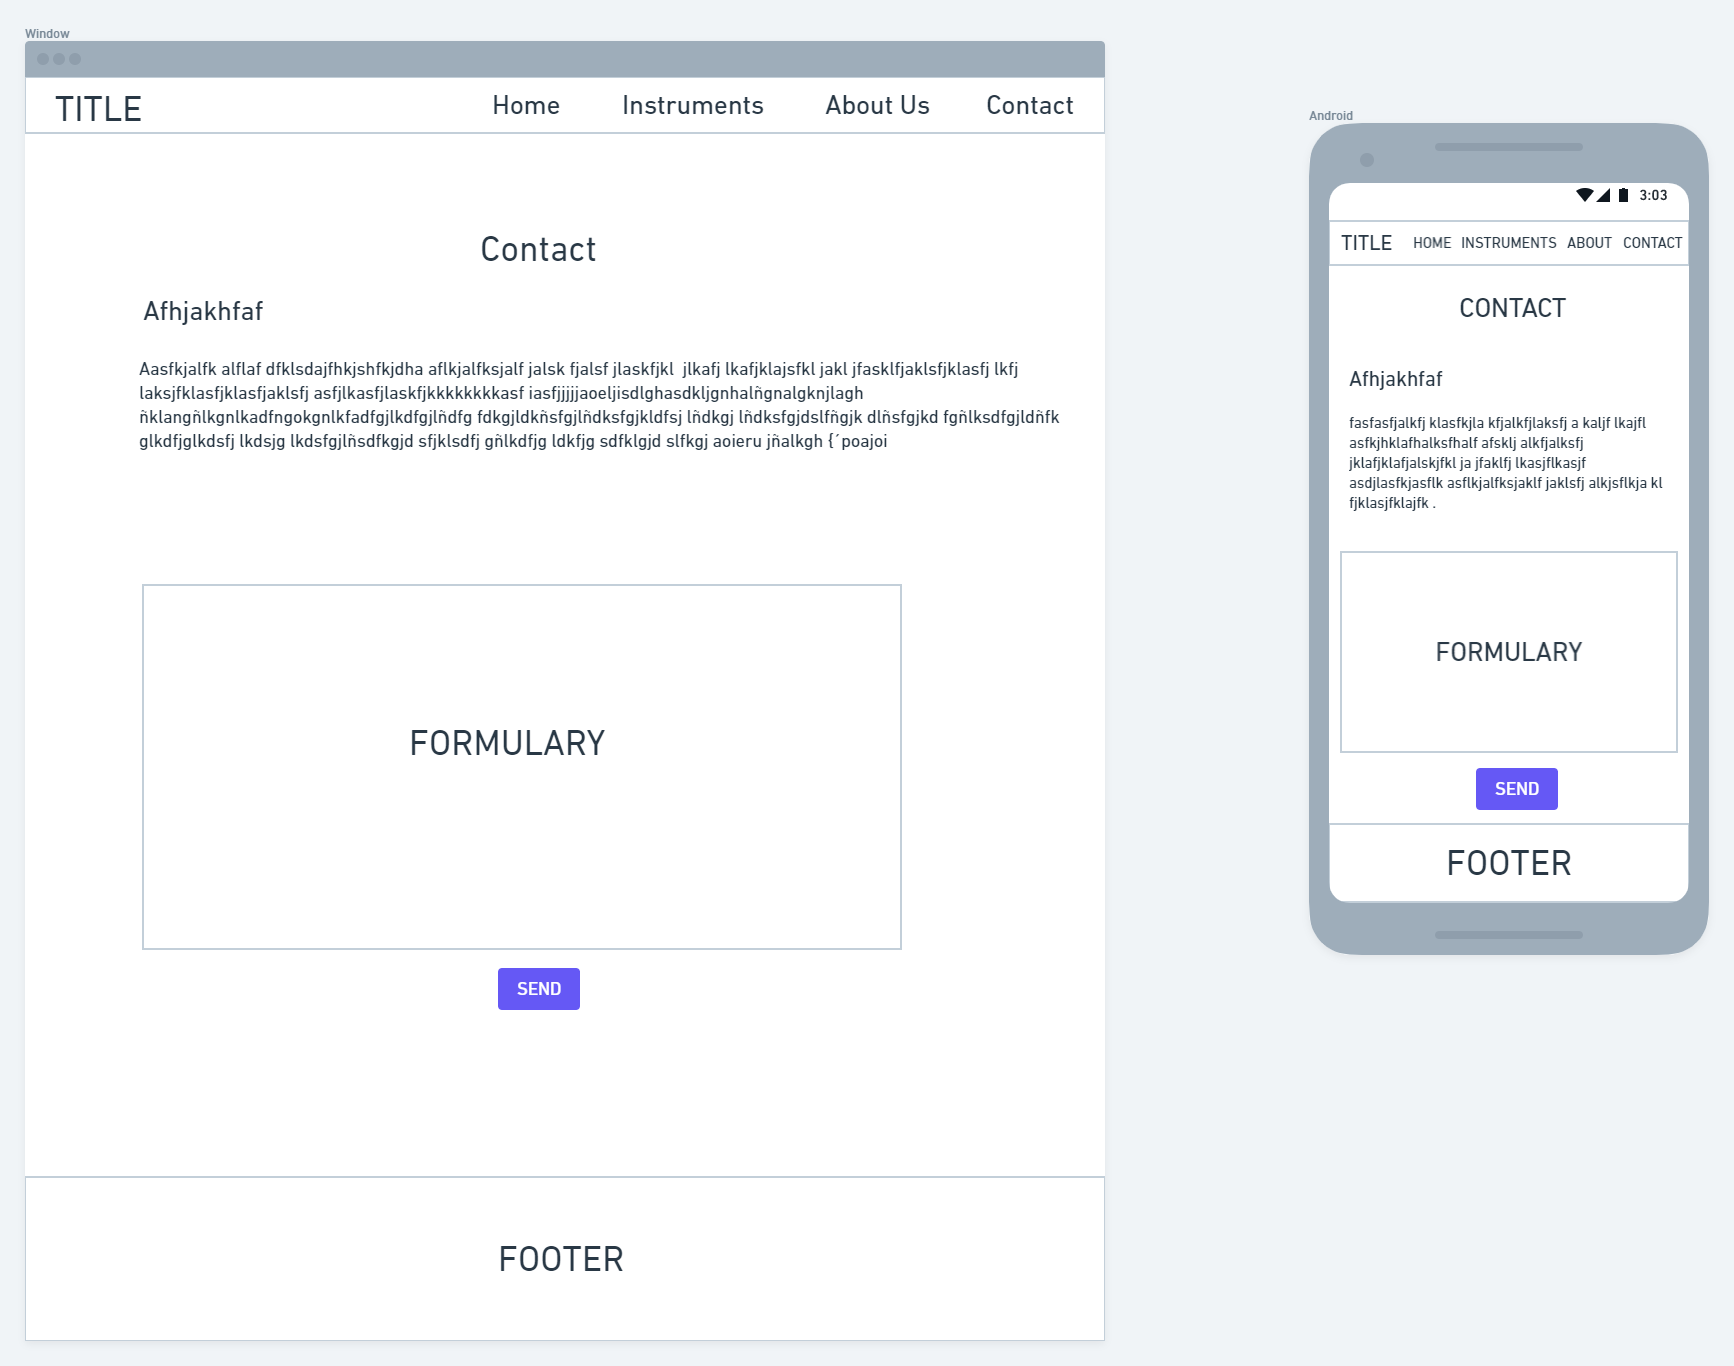 Window
TITLE Home Instruments About Us Contact
Contact
Afhjakhfaf
Aasfkjalfk alflaf dfklsdajfhkjshfkjdha aflkjalfksjalf jalsk fjalsf jlaskfjkl  jlkafj lkafjklajsfkl jakl jfasklfjaklsfjklasfj lkfj
laksjfklasfjklasfjaklsfj asfjlkasfjlaskfjkkkkkkkkasf iasfjjjjjaoeljisdlghasdkljgnhalñgnalgknjlagh
ñklangñlkgnlkadfngokgnlkfadfgjlkdfgjlñdfg fdkgjldkñsfgjlñdksfgjkldfsj lñdkgj lñdksfgjdslfñgjk dlñsfgjkd fgñlksdfgjldñfk
glkdfjglkdsfj lkdsjg lkdsfgjlñsdfkgjd sfjklsdfj gñlkdfjg ldkfjg sdfklgjd slfkgj aoieru jñalkgh {´poajoi
FORMULARY
SEND
FOOTER
Android
3:03
TITLE HOME INSTRUMENTS ABOUT CONTACT
CONTACT
Afhjakhfaf
fasfasfjalkfj klasfkjla kfjalkfjlaksfj a kaljf lkajfl
asfkjhklafhalksfhalf afsklj alkfjalksfj
jklafjklafjalskjfkl ja jfaklfj lkasjflkasjf
asdjlasfkjasflk asflkjalfksjaklf jaklsfj alkjsflkja kl
fjklasjfklajfk .
FORMULARY
SEND
FOOTER